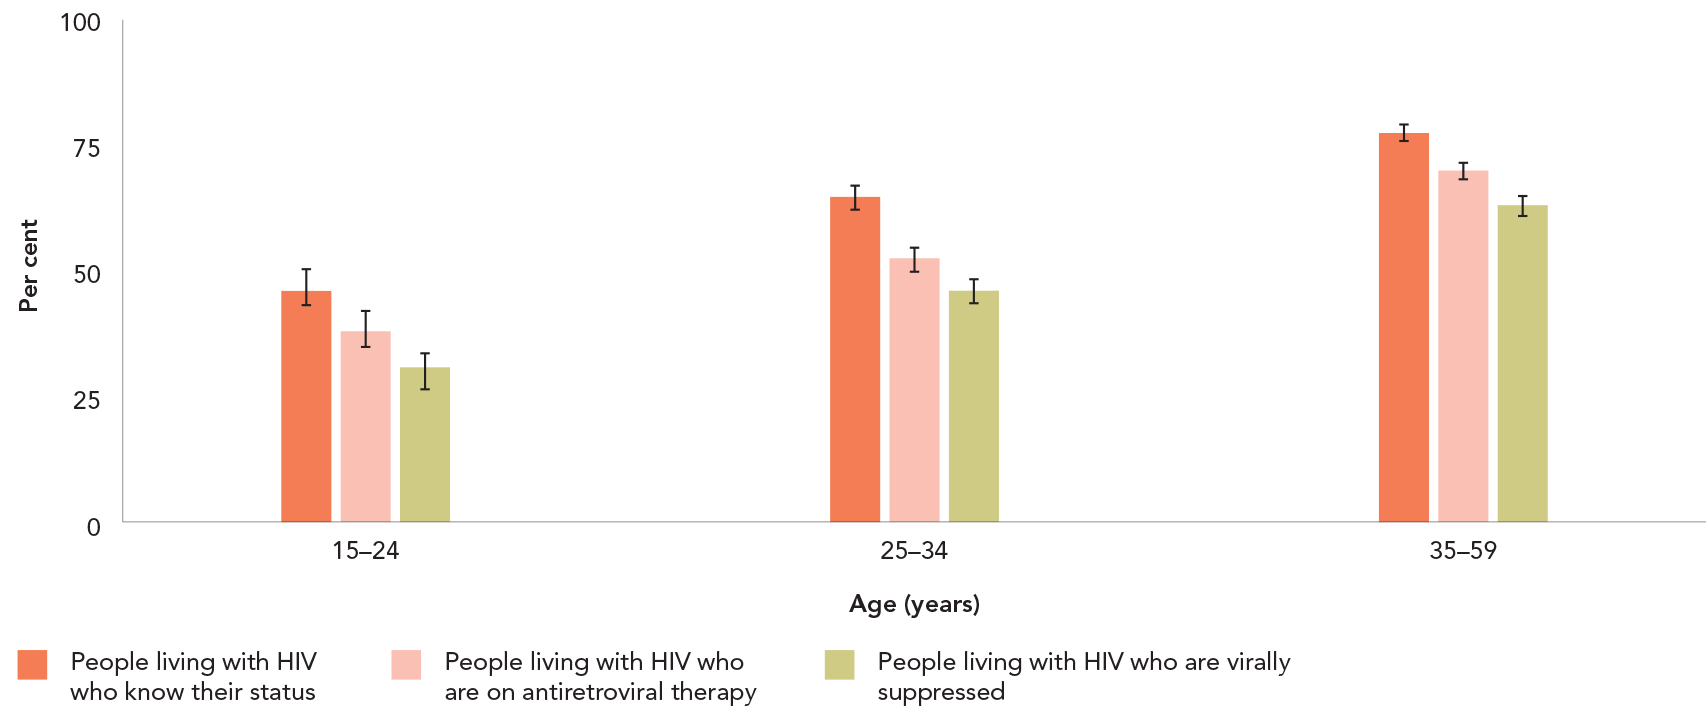 100
75
50
25
0
Per cent
15–24
25–34
35–59
Age (years)
People living with HIV
who know their status
People living with HIV who
are on antiretroviral therapy
People living with HIV who are virally
suppressed